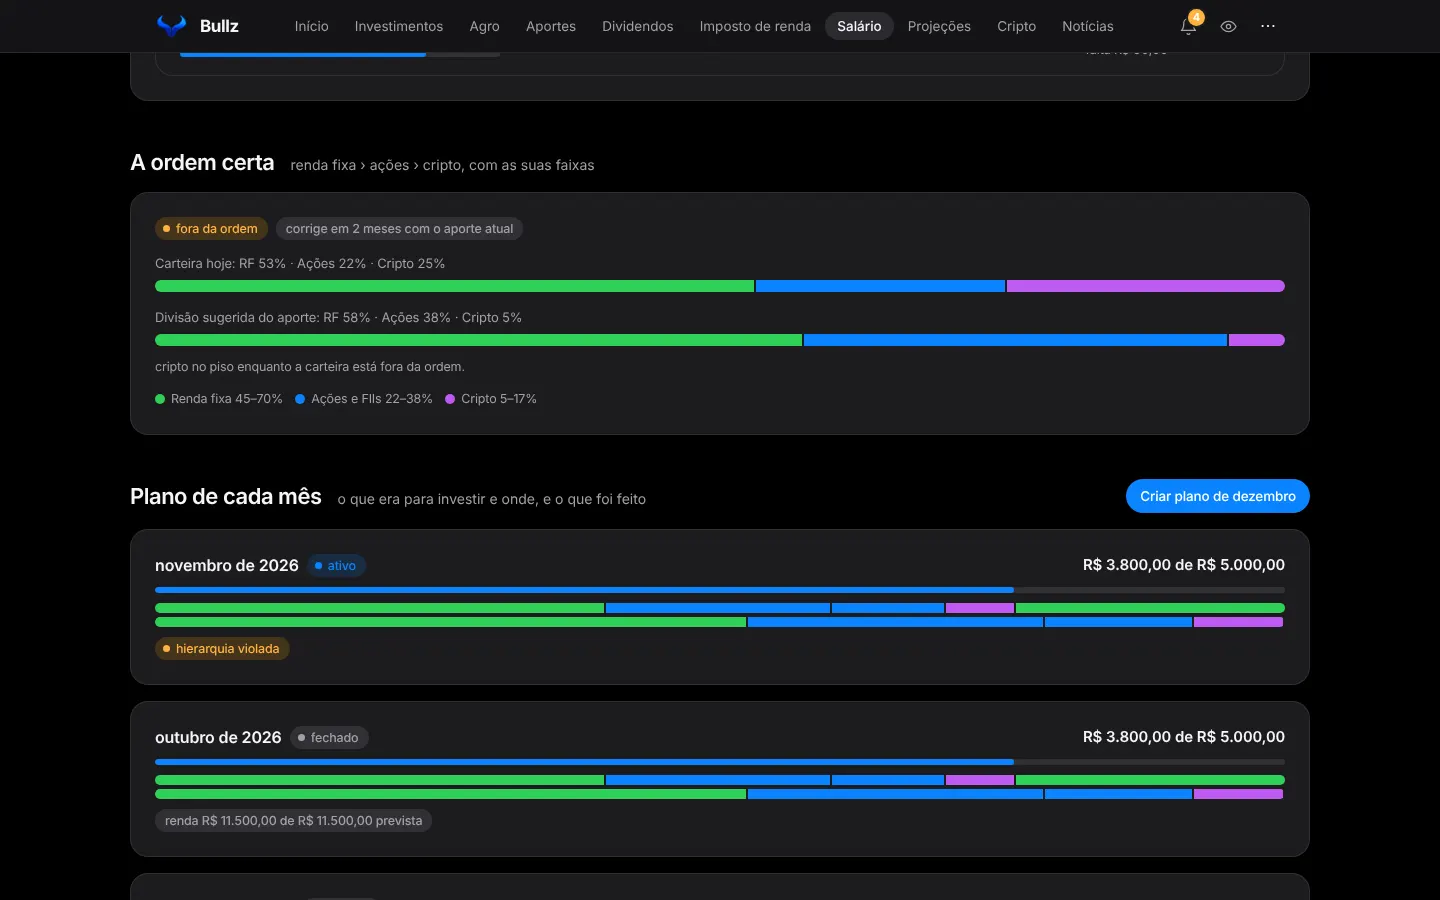 Bullz
Início Investimentos Agro Aportes Dividendos Imposto de renda Salário Projeções Cripto Notícias
4
A ordem certa renda fixa › ações › cripto, com as suas faixas
fora da ordem corrige em 2 meses com o aporte atual
Carteira hoje: RF 53% · Ações 22% · Cripto 25%
Divisão sugerida do aporte: RF 58% · Ações 38% · Cripto 5%
cripto no piso enquanto a carteira está fora da ordem.
Renda fixa 45–70% Ações e FIIs 22–38% Cripto 5–17%
Plano de cada mês o que era para investir e onde, e o que foi feito
Criar plano de dezembro
novembro de 2026 ativo R$ 3.800,00 de R$ 5.000,00
hierarquia violada
outubro de 2026 fechado R$ 3.800,00 de R$ 5.000,00
renda R$ 11.500,00 de R$ 11.500,00 prevista